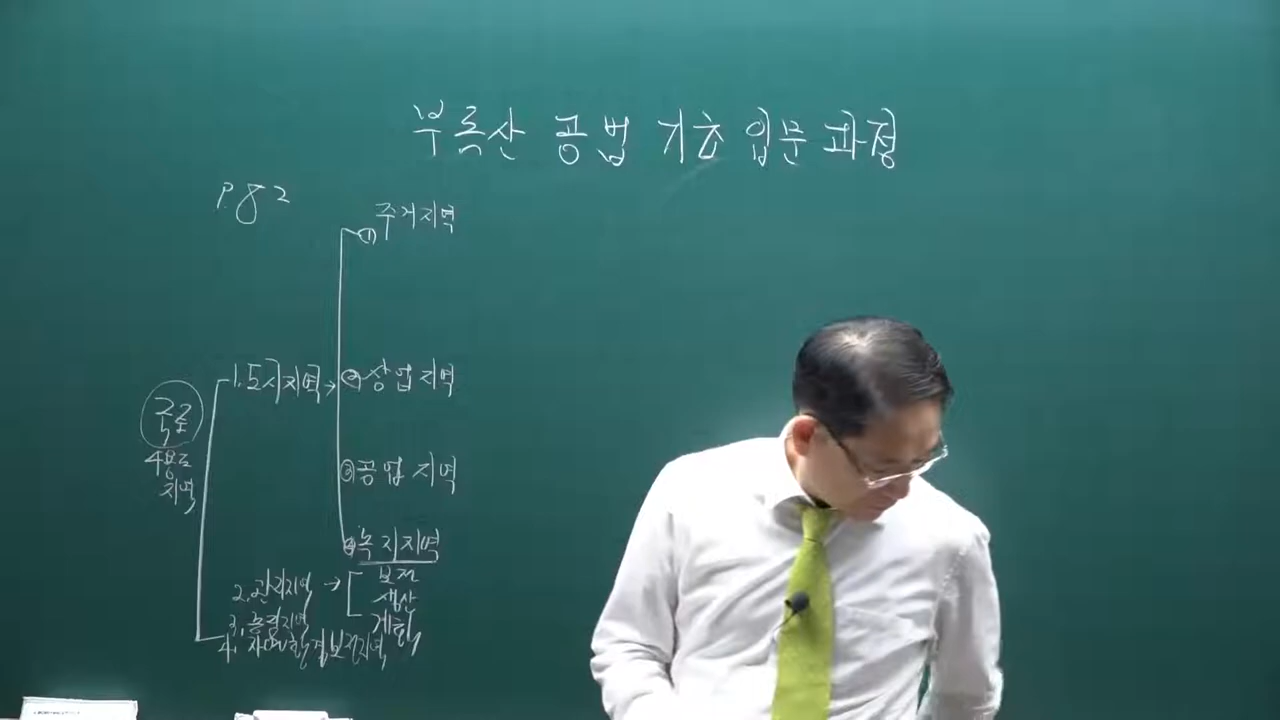 부동산 공법 기초 입문 과정
P.82
① 주거지역
1. 도시지역 → ② 상업지역
국토
4용도
지역
③ 공업지역
④ 녹지지역
2. 관리지역 → 보전
생산
계획
3. 농림지역
4. 자연환경보전지역